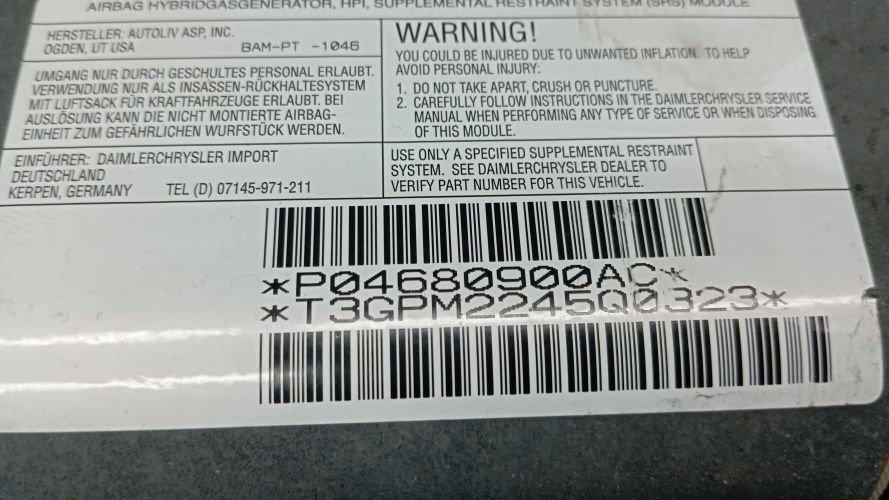 AIRBAG HYBRIDGASGENERATOR, HPI, SUPPLEMENTAL RESTRAINT SYSTEM (SRS) MODULE
HERSTELLER: AUTOLIV ASP, INC.
OGDEN, UT USA BAM-PT -1046
UMGANG NUR DURCH GESCHULTES PERSONAL ERLAUBT.
VERWENDUNG NUR ALS INSASSEN-RÜCKHALTESYSTEM
MIT LUFTSACK FÜR KRAFTFAHRZEUGE ERLAUBT. BEI
AUSLÖSUNG KANN DIE NICHT MONTIERTE AIRBAG-
EINHEIT ZUM GEFÄHRLICHEN WURFSTÜCK WERDEN.
EINFÜHRER: DAIMLERCHRYSLER IMPORT
DEUTSCHLAND
KERPEN, GERMANY TEL (D) 07145-971-211
WARNING!
YOU COULD BE INJURED DUE TO UNWANTED INFLATION. TO HELP
AVOID PERSONAL INJURY:
1. DO NOT TAKE APART, CRUSH OR PUNCTURE.
2. CAREFULLY FOLLOW INSTRUCTIONS IN THE DAIMLERCHRYSLER SERVICE
MANUAL WHEN PERFORMING ANY TYPE OF SERVICE OR WHEN DISPOSING
OF THIS MODULE.
USE ONLY A SPECIFIED SUPPLEMENTAL RESTRAINT
SYSTEM. SEE DAIMLERCHRYSLER DEALER TO
VERIFY PART NUMBER FOR THIS VEHICLE.
*P04680900AC*
*T3GPM2245Q0323*